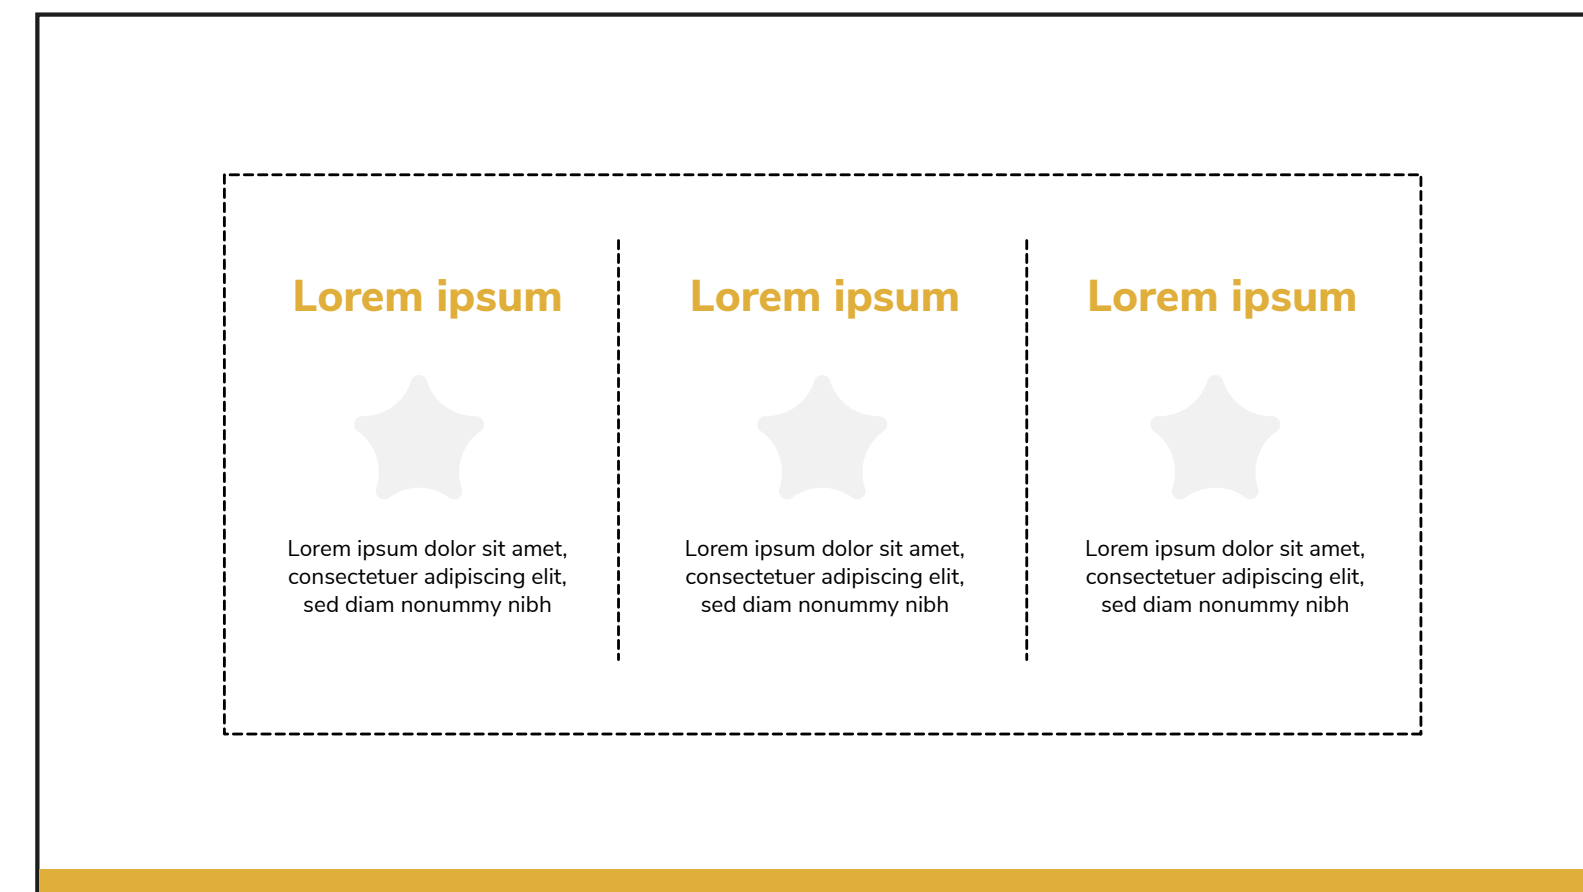 Lorem ipsum
Lorem ipsum dolor sit amet,
consectetuer adipiscing elit,
sed diam nonummy nibh
Lorem ipsum
Lorem ipsum dolor sit amet,
consectetuer adipiscing elit,
sed diam nonummy nibh
Lorem ipsum
Lorem ipsum dolor sit amet,
consectetuer adipiscing elit,
sed diam nonummy nibh